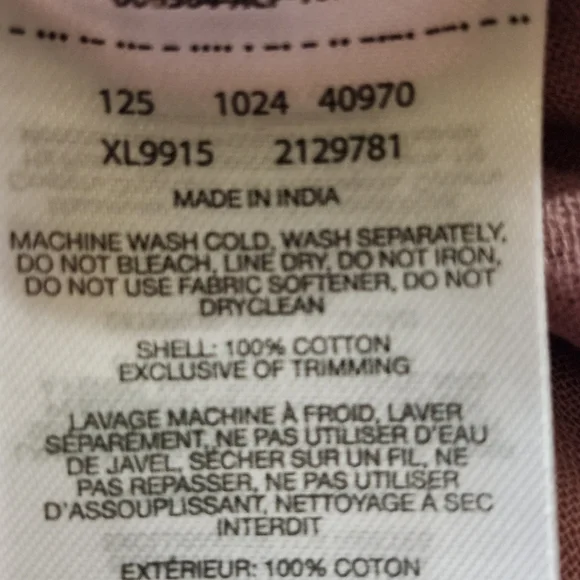 125 1024 40970
XL9915 2129781
MADE IN INDIA
MACHINE WASH COLD, WASH SEPARATELY,
DO NOT BLEACH, LINE DRY, DO NOT IRON,
DO NOT USE FABRIC SOFTENER, DO NOT
DRYCLEAN
SHELL: 100% COTTON
EXCLUSIVE OF TRIMMING
LAVAGE MACHINE À FROID, LAVER
SÉPARÉMENT, NE PAS UTILISER D'EAU
DE JAVEL, SÉCHER SUR UN FIL, NE
PAS REPASSER, NE PAS UTILISER
D'ASSOUPLISSANT, NETTOYAGE À SEC
INTERDIT
EXTÉRIEUR: 100% COTON